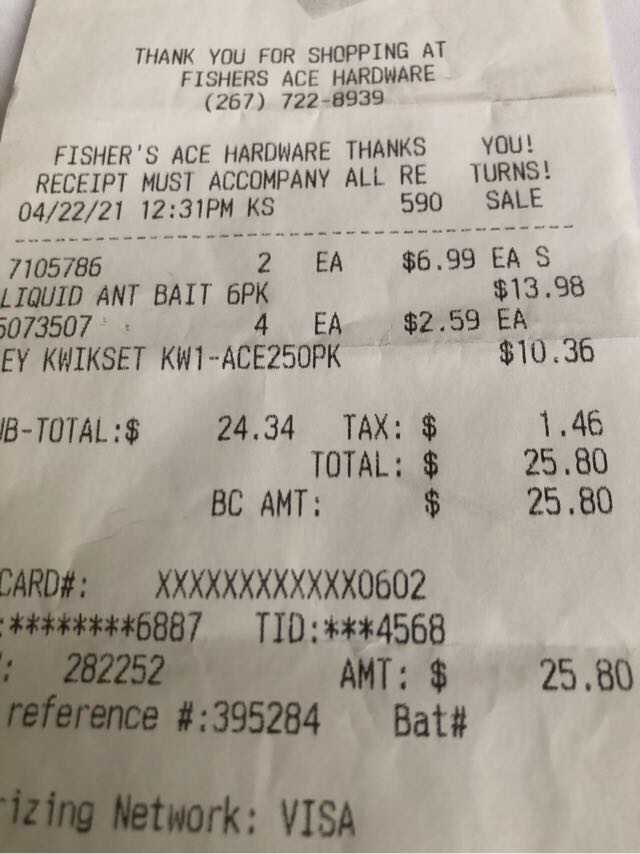 THANK YOU FOR SHOPPING AT
FISHERS ACE HARDWARE
(267) 722-8939
FISHER'S ACE HARDWARE THANKS YOU!
RECEIPT MUST ACCOMPANY ALL RE TURNS!
04/22/21 12:31PM KS 590 SALE
7105786 2 EA $6.99 EA S
LIQUID ANT BAIT 6PK $13.98
5073507 4 EA $2.59 EA
EY KWIKSET KW1-ACE250PK $10.36
UB-TOTAL:$ 24.34 TAX: $ 1.46
TOTAL: $ 25.80
BC AMT: $ 25.80
CARD#: XXXXXXXXXXXX0602
:********6887 TID:***4568
: 282252 AMT: $ 25.80
reference #:395284 Bat#
rizing Network: VISA